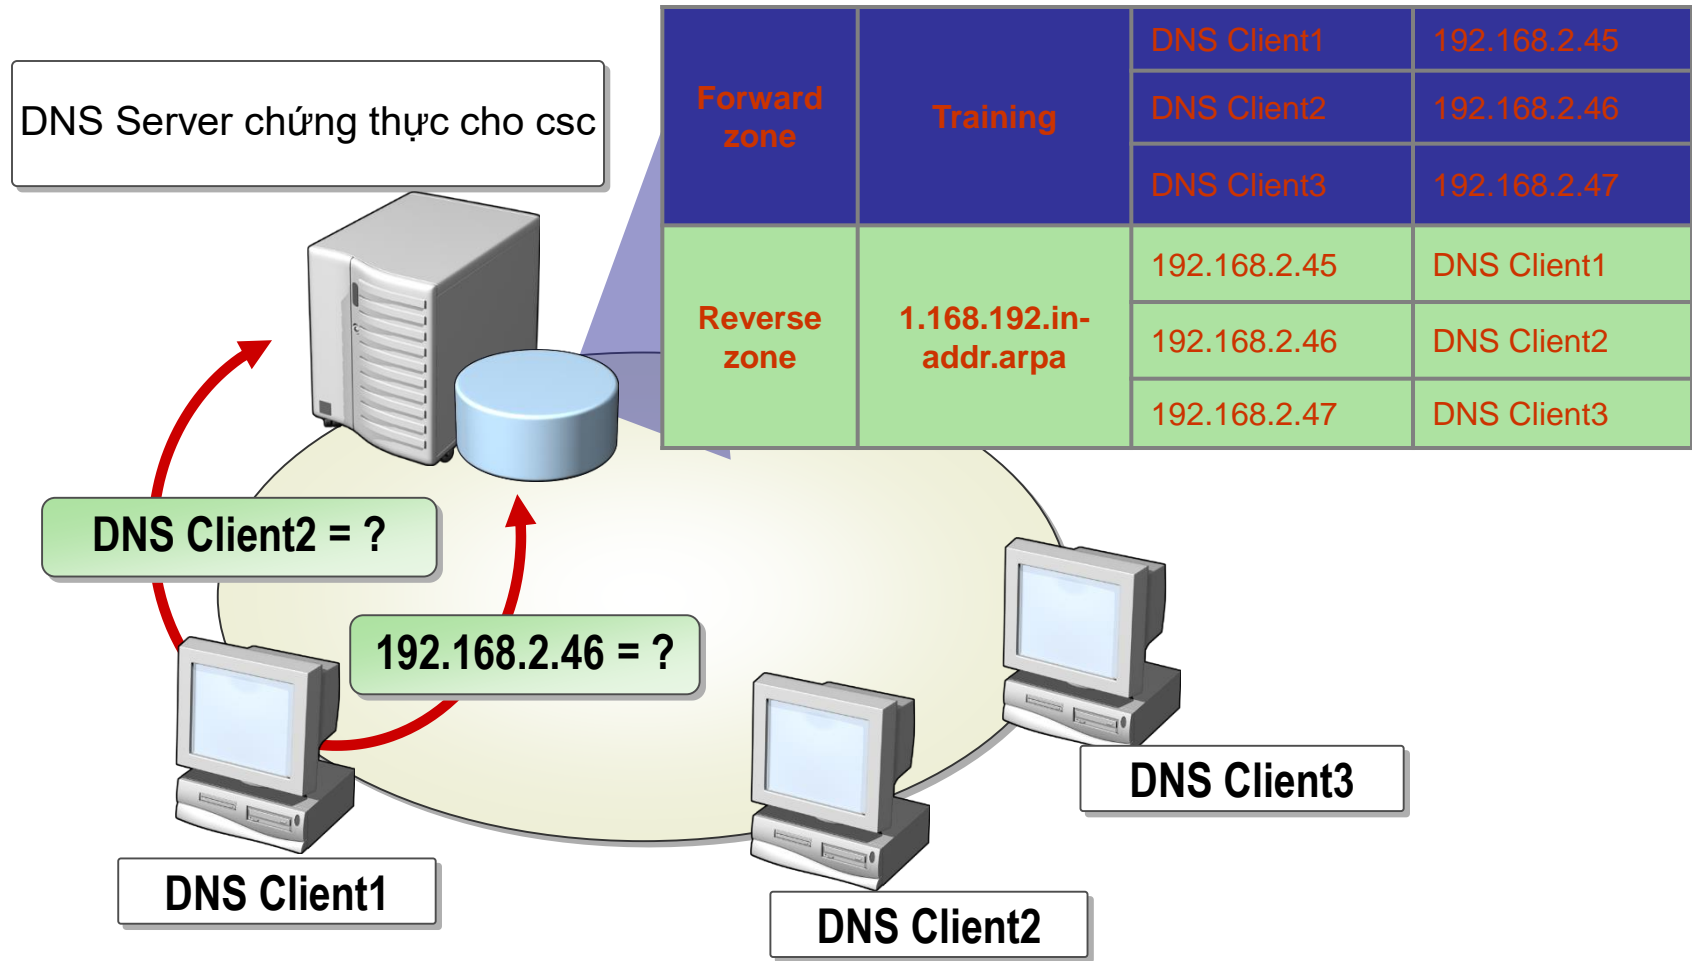 DNS Server chứng thực cho csc
Forward
zone
Training
DNS Client1 192.168.2.45
DNS Client2 192.168.2.46
DNS Client3 192.168.2.47
Reverse
zone
1.168.192.in-
addr.arpa
192.168.2.45 DNS Client1
192.168.2.46 DNS Client2
192.168.2.47 DNS Client3
DNS Client2 = ?
192.168.2.46 = ?
DNS Client3
DNS Client1
DNS Client2